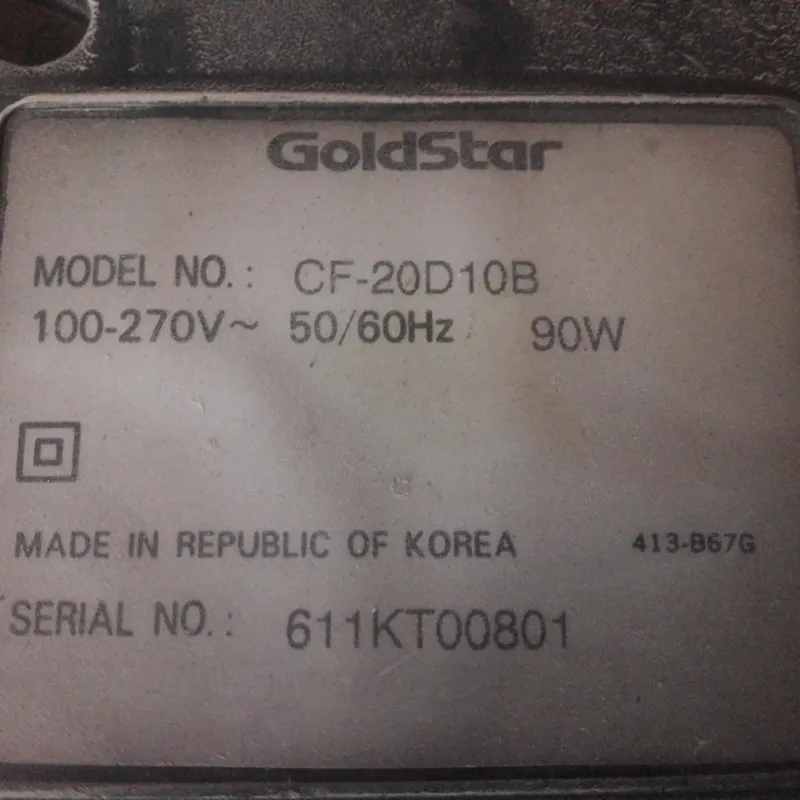 GoldStar
MODEL NO.: CF-20D10B
100-270V~ 50/60Hz 90W
MADE IN REPUBLIC OF KOREA 413-B67G
SERIAL NO.: 611KT00801